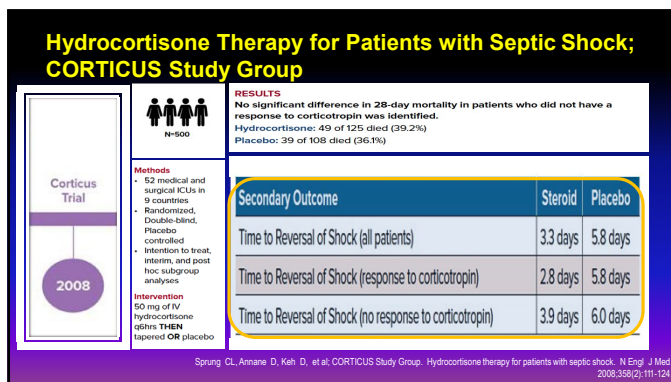 Hydrocortisone Therapy for Patients with Septic Shock;
CORTICUS Study Group
Corticus
Trial
2008
N=500
Methods
• 52 medical and
surgical ICUs in
9 countries
• Randomized,
Double-blind,
Placebo
controlled
• Intention to treat,
interim, and post
hoc subgroup
analyses
Intervention
50 mg of IV
hydrocortisone
q6hrs THEN
tapered OR placebo
RESULTS
No significant difference in 28-day mortality in patients who did not have a
response to corticotropin was identified.
Hydrocortisone: 49 of 125 died (39.2%)
Placebo: 39 of 108 died (36.1%)
Secondary Outcome Steroid Placebo
Time to Reversal of Shock (all patients) 3.3 days 5.8 days
Time to Reversal of Shock (response to corticotropin) 2.8 days 5.8 days
Time to Reversal of Shock (no response to corticotropin) 3.9 days 6.0 days
Sprung CL, Annane D, Keh D, et al; CORTICUS Study Group. Hydrocortisone therapy for patients with septic shock. N Engl J Med
2008;358(2):111-124